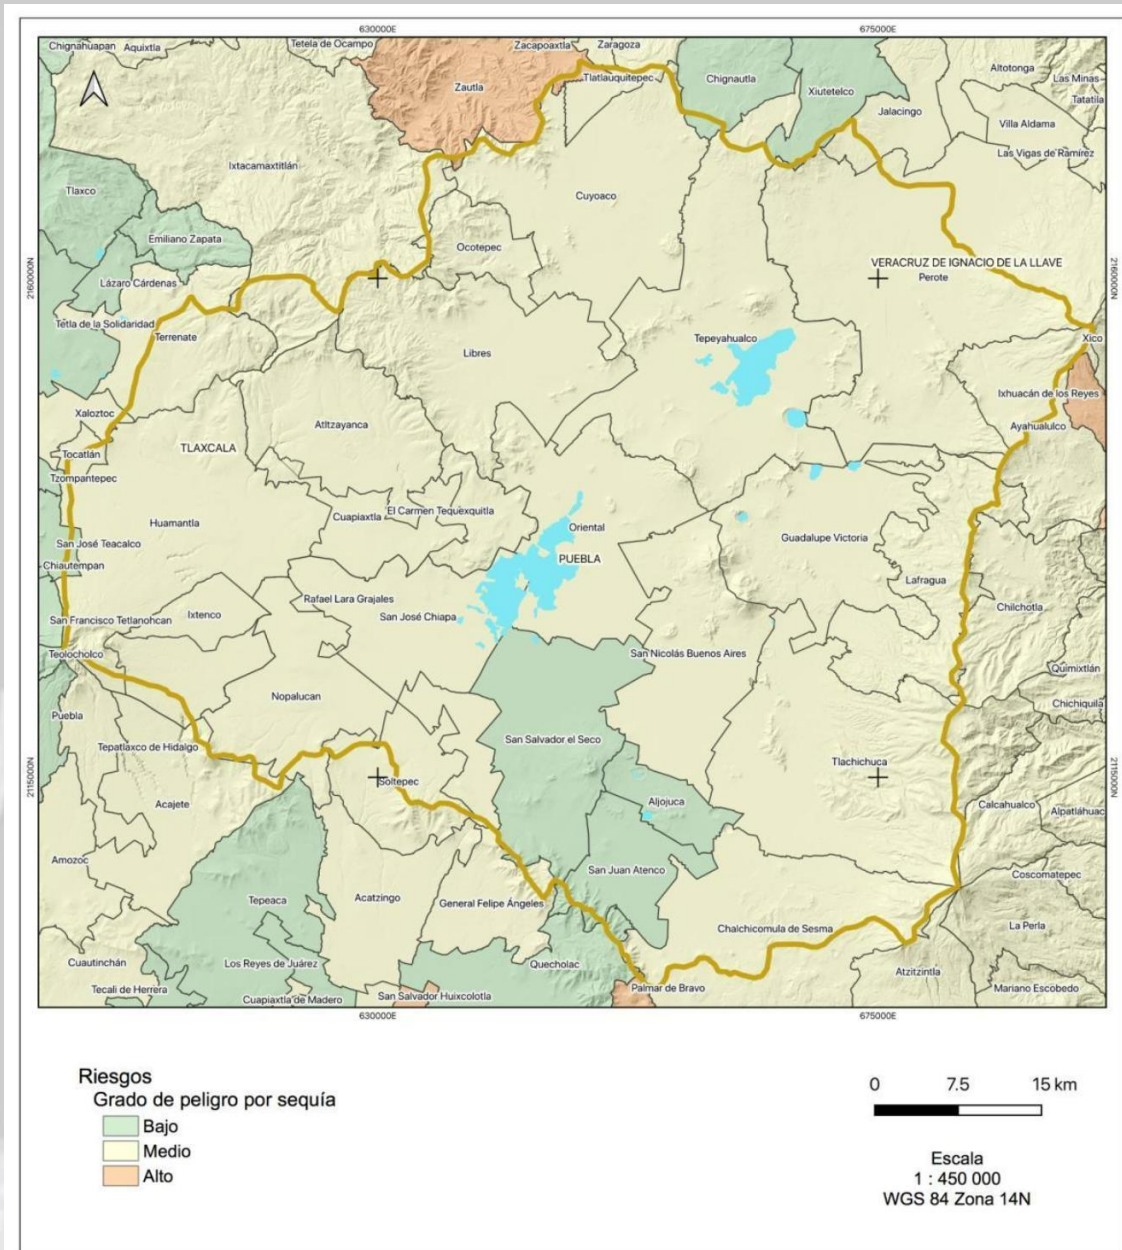 630000E
675000E
Chignahuapan
Aquixtla
Tetela de Ocampo
Zacapoaxtla
Zaragoza
Tlatlauquitepec
Zautla
Chignautla
Xiutetelco
Jalacingo
Altotonga
Las Minas
Tatatila
Villa Aldama
Las Vigas de Ramírez
Ixtacamaxtitlán
Tlaxco
Cuyoaco
Emiliano Zapata
Ocotepec
2160000N
VERACRUZ DE IGNACIO DE LA LLAVE
Perote
2160000N
Lázaro Cárdenas
Tetla de la Solidaridad
Terrenate
Libres
Tepeyahualco
Xico
Ixhuacán de los Reyes
Xaloztoc
Atltzayanca
Ayahualulco
Tocatlán
TLAXCALA
Tzompantepec
Huamantla
Cuapiaxtla
El Carmen Tequexquitla
Oriental
Guadalupe Victoria
San José Teacalco
PUEBLA
Chiautempan
Lafragua
Rafael Lara Grajales
Chilchotla
San Francisco Tetlanohcan
Ixtenco
San José Chiapa
Teolocholco
San Nicolás Buenos Aires
Quimixtlán
Nopalucan
Chichiquila
Puebla
Tepatlaxco de Hidalgo
San Salvador el Seco
2115000N
Soltepec
Tlachichuca
2115000N
Acajete
Aljojuca
Calcahualco
Alpatláhuac
Amozoc
San Juan Atenco
Coscomatepec
Tepeaca
Acatzingo
General Felipe Ángeles
Chalchicomula de Sesma
La Perla
Cuautinchán
Los Reyes de Juárez
Quecholac
Atzitzintla
Tecali de Herrera
Cuapiaxtla de Madero
San Salvador Huixcolotla
Palmar de Bravo
Mariano Escobedo
630000E
675000E
Riesgos
Grado de peligro por sequía
Bajo
Medio
Alto
0 7.5 15 km
Escala
1 : 450 000
WGS 84 Zona 14N